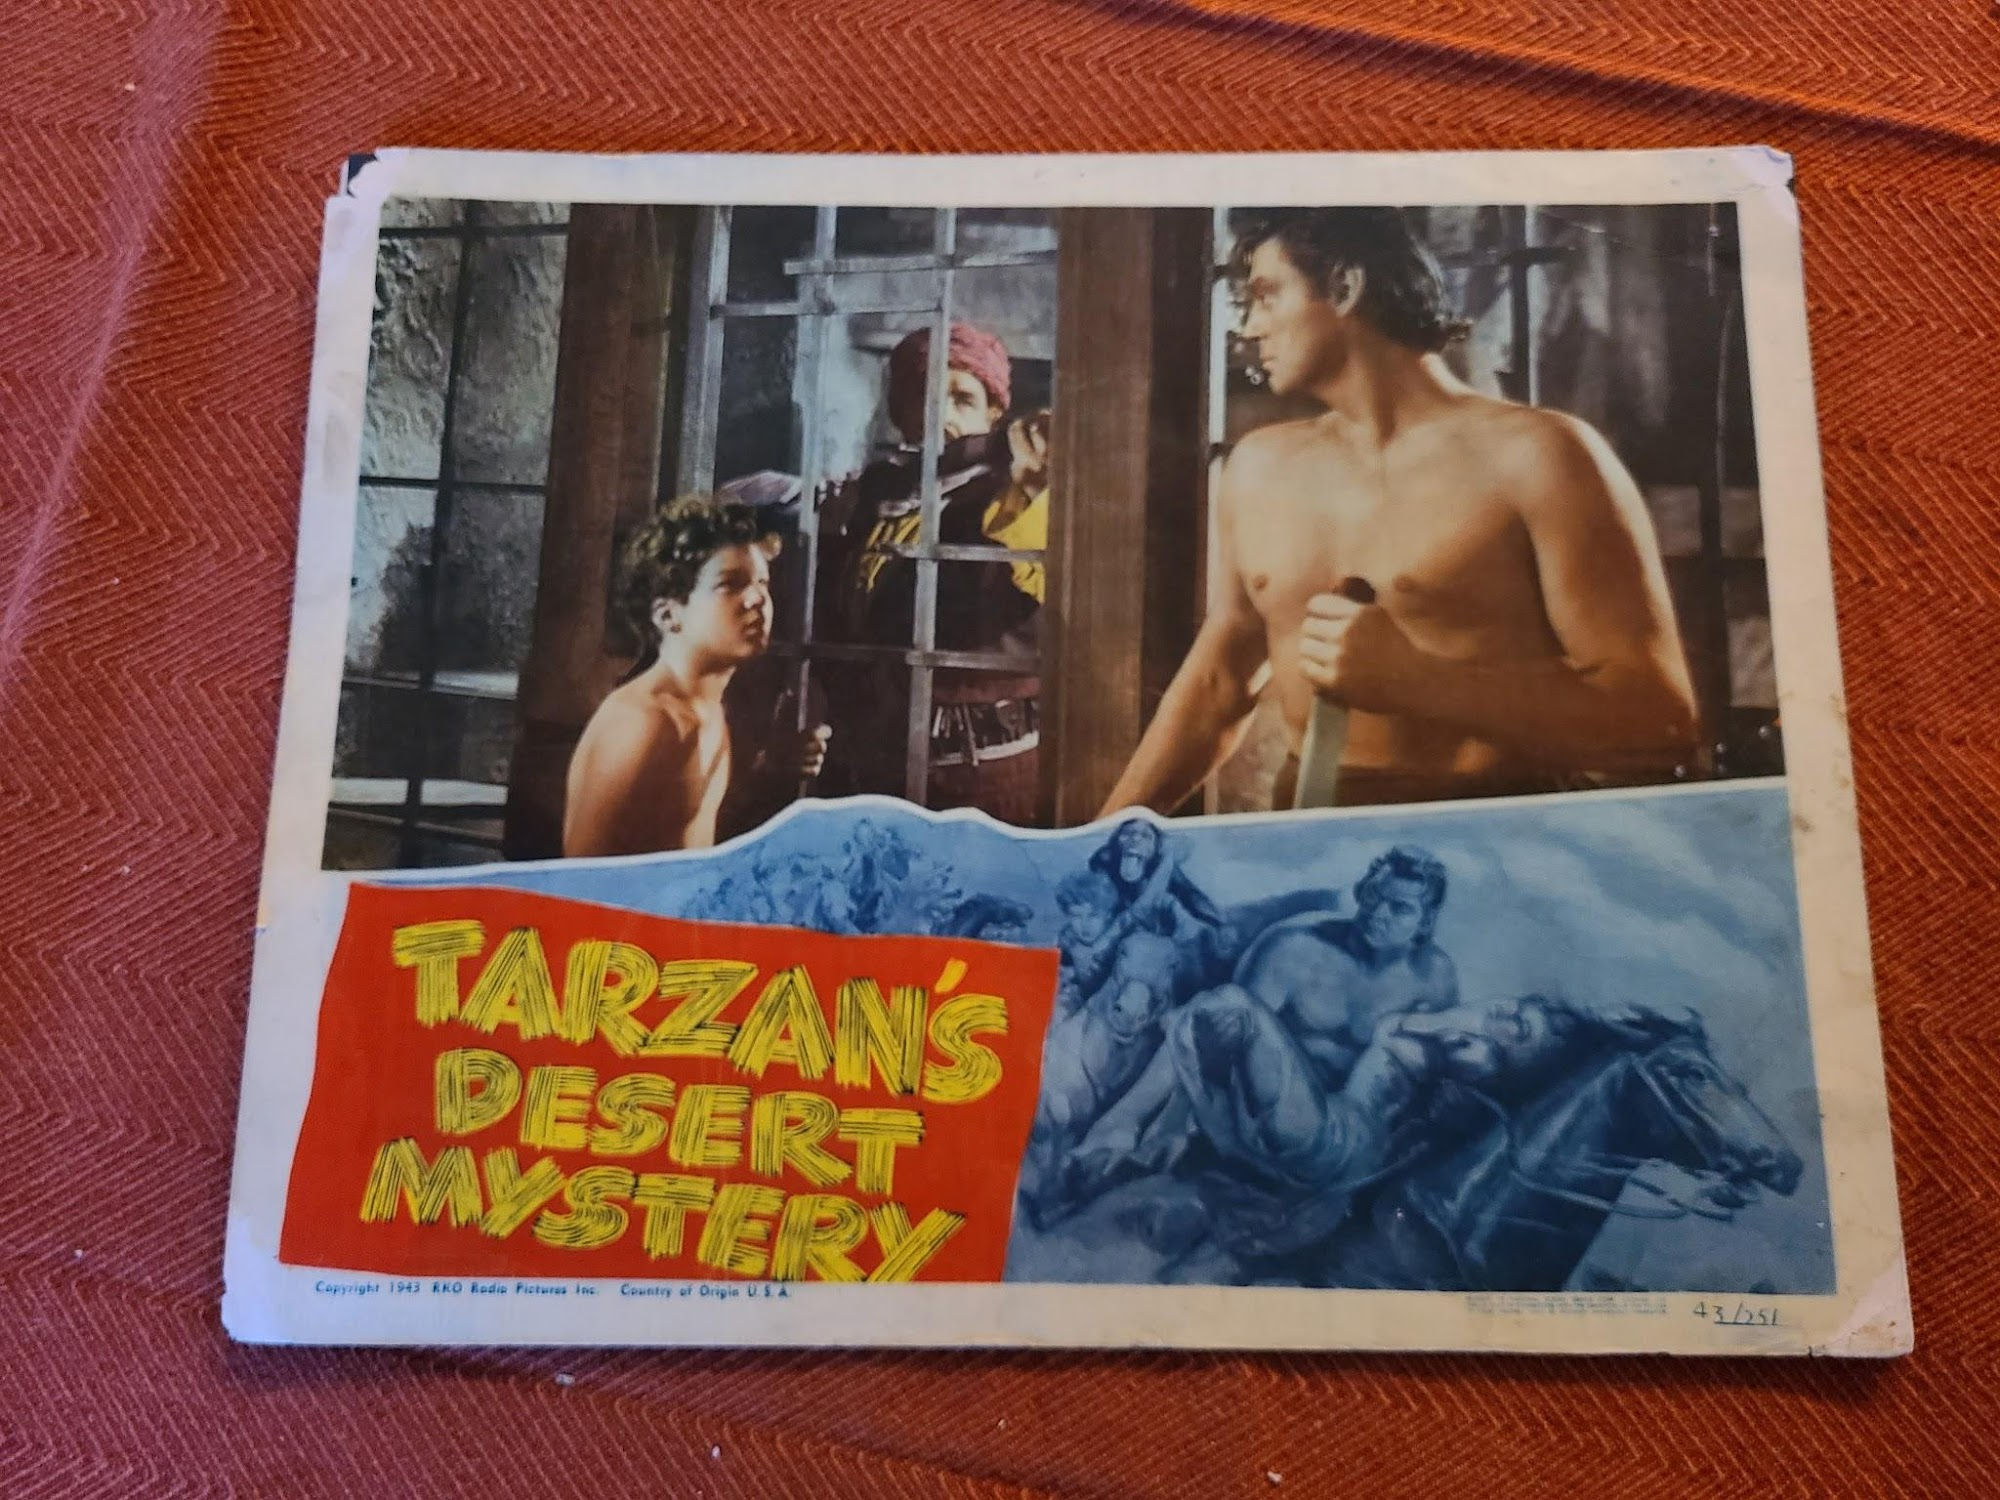 TARZAN'S
DESERT
MYSTERY
Copyright 1943 RKO Radio Pictures Inc. Country of Origin U.S.A.
43/251